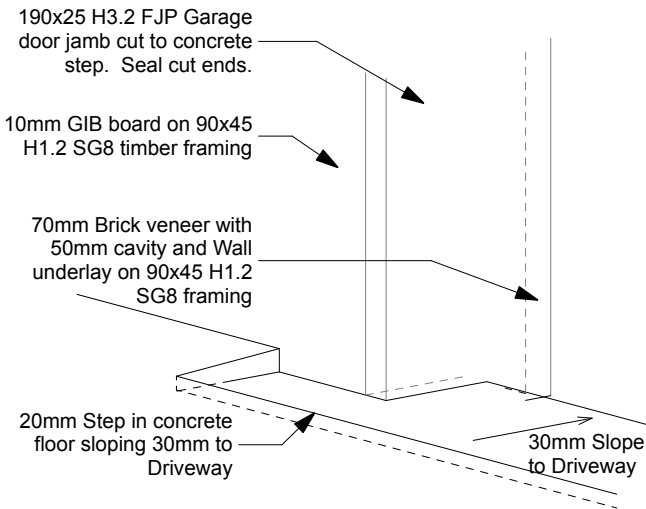 190x25 H3.2 FJP Garage
door jamb cut to concrete
step.  Seal cut ends.
10mm GIB board on 90x45
H1.2 SG8 timber framing
70mm Brick veneer with
50mm cavity and Wall
underlay on 90x45 H1.2
SG8 framing
20mm Step in concrete
floor sloping 30mm to
Driveway
30mm Slope
to Driveway